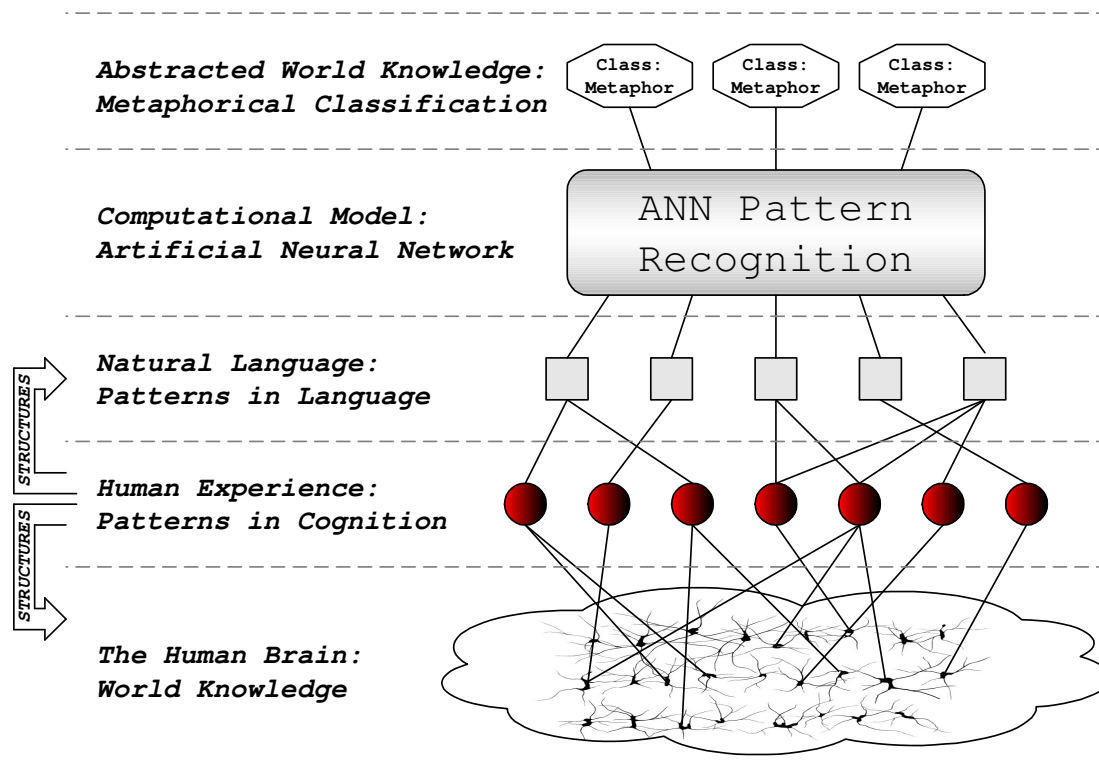 Abstracted World Knowledge:
Metaphorical Classification
Class:
Metaphor
Class:
Metaphor
Class:
Metaphor
Computational Model:
Artificial Neural Network
ANN Pattern
Recognition
Natural Language:
Patterns in Language
STRUCTURES
Human Experience:
Patterns in Cognition
STRUCTURES
The Human Brain:
World Knowledge